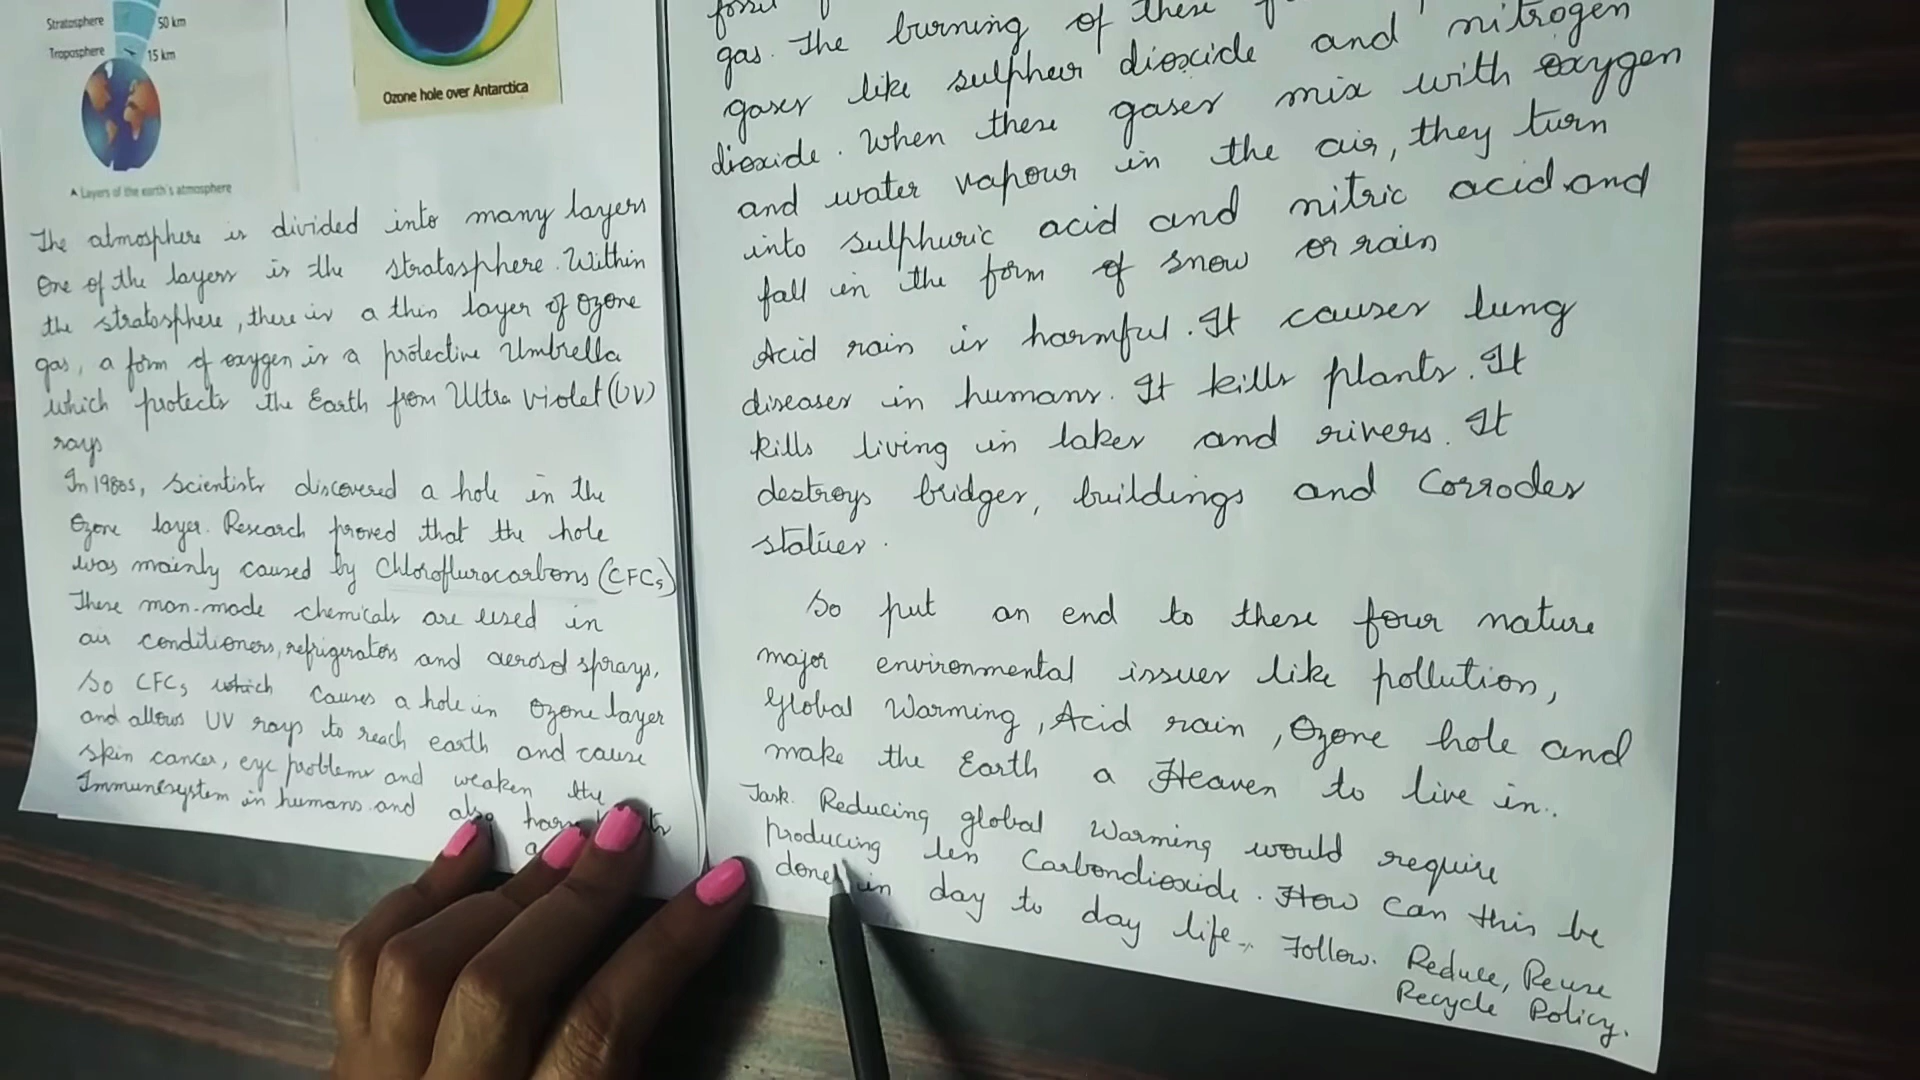 Stratosphere
50 km
Troposphere
15 km
▲ Layers of the earth's atmosphere
Ozone hole over Antarctica
The atmosphere is divided into many layers
One of the layers is the stratosphere. Within
the stratosphere, there is a thin layer of Ozone
gas, a form of oxygen is a protective Umbrella
which protects the Earth from Ultra violet (UV)
rays
In 1980s, Scientists discovered a hole in the
Ozone layer. Research proved that the hole
was mainly caused by Chloroflurocarbons (CFCs)
These man-made chemicals are used in
air conditioners, refrigirators and aerosol sprays.
So CFCs which causes a hole in Ozone layer
and allows UV rays to reach earth and cause
skin cancer, eye problems and weaken the
Immunesystem in humans and also
fossil
gas. The burning of these
gases like sulpheur dioxcide and nitrogen
dioxide. When these gases mix with oxygen
and water vapour in the air, they turn
into sulphuric acid and nitric acid and
fall in the form of snow or rain
Acid rain is harmful. It causes lung
diseases in humans. It kills plants. It
kills living in lakes and rivers. It
destroys bridges, buildings and Corrodes
statues.
So put an end to these four nature
major environmental issues like pollution,
Global Warming, Acid rain, Ozone hole and
make the Earth a Heaven to live in..
Task. Reducing global Warming would require
producing less Carbondioxide. How can this be
done in day to day life.. Follow. Reduce, Reuse
Recycle Policy.